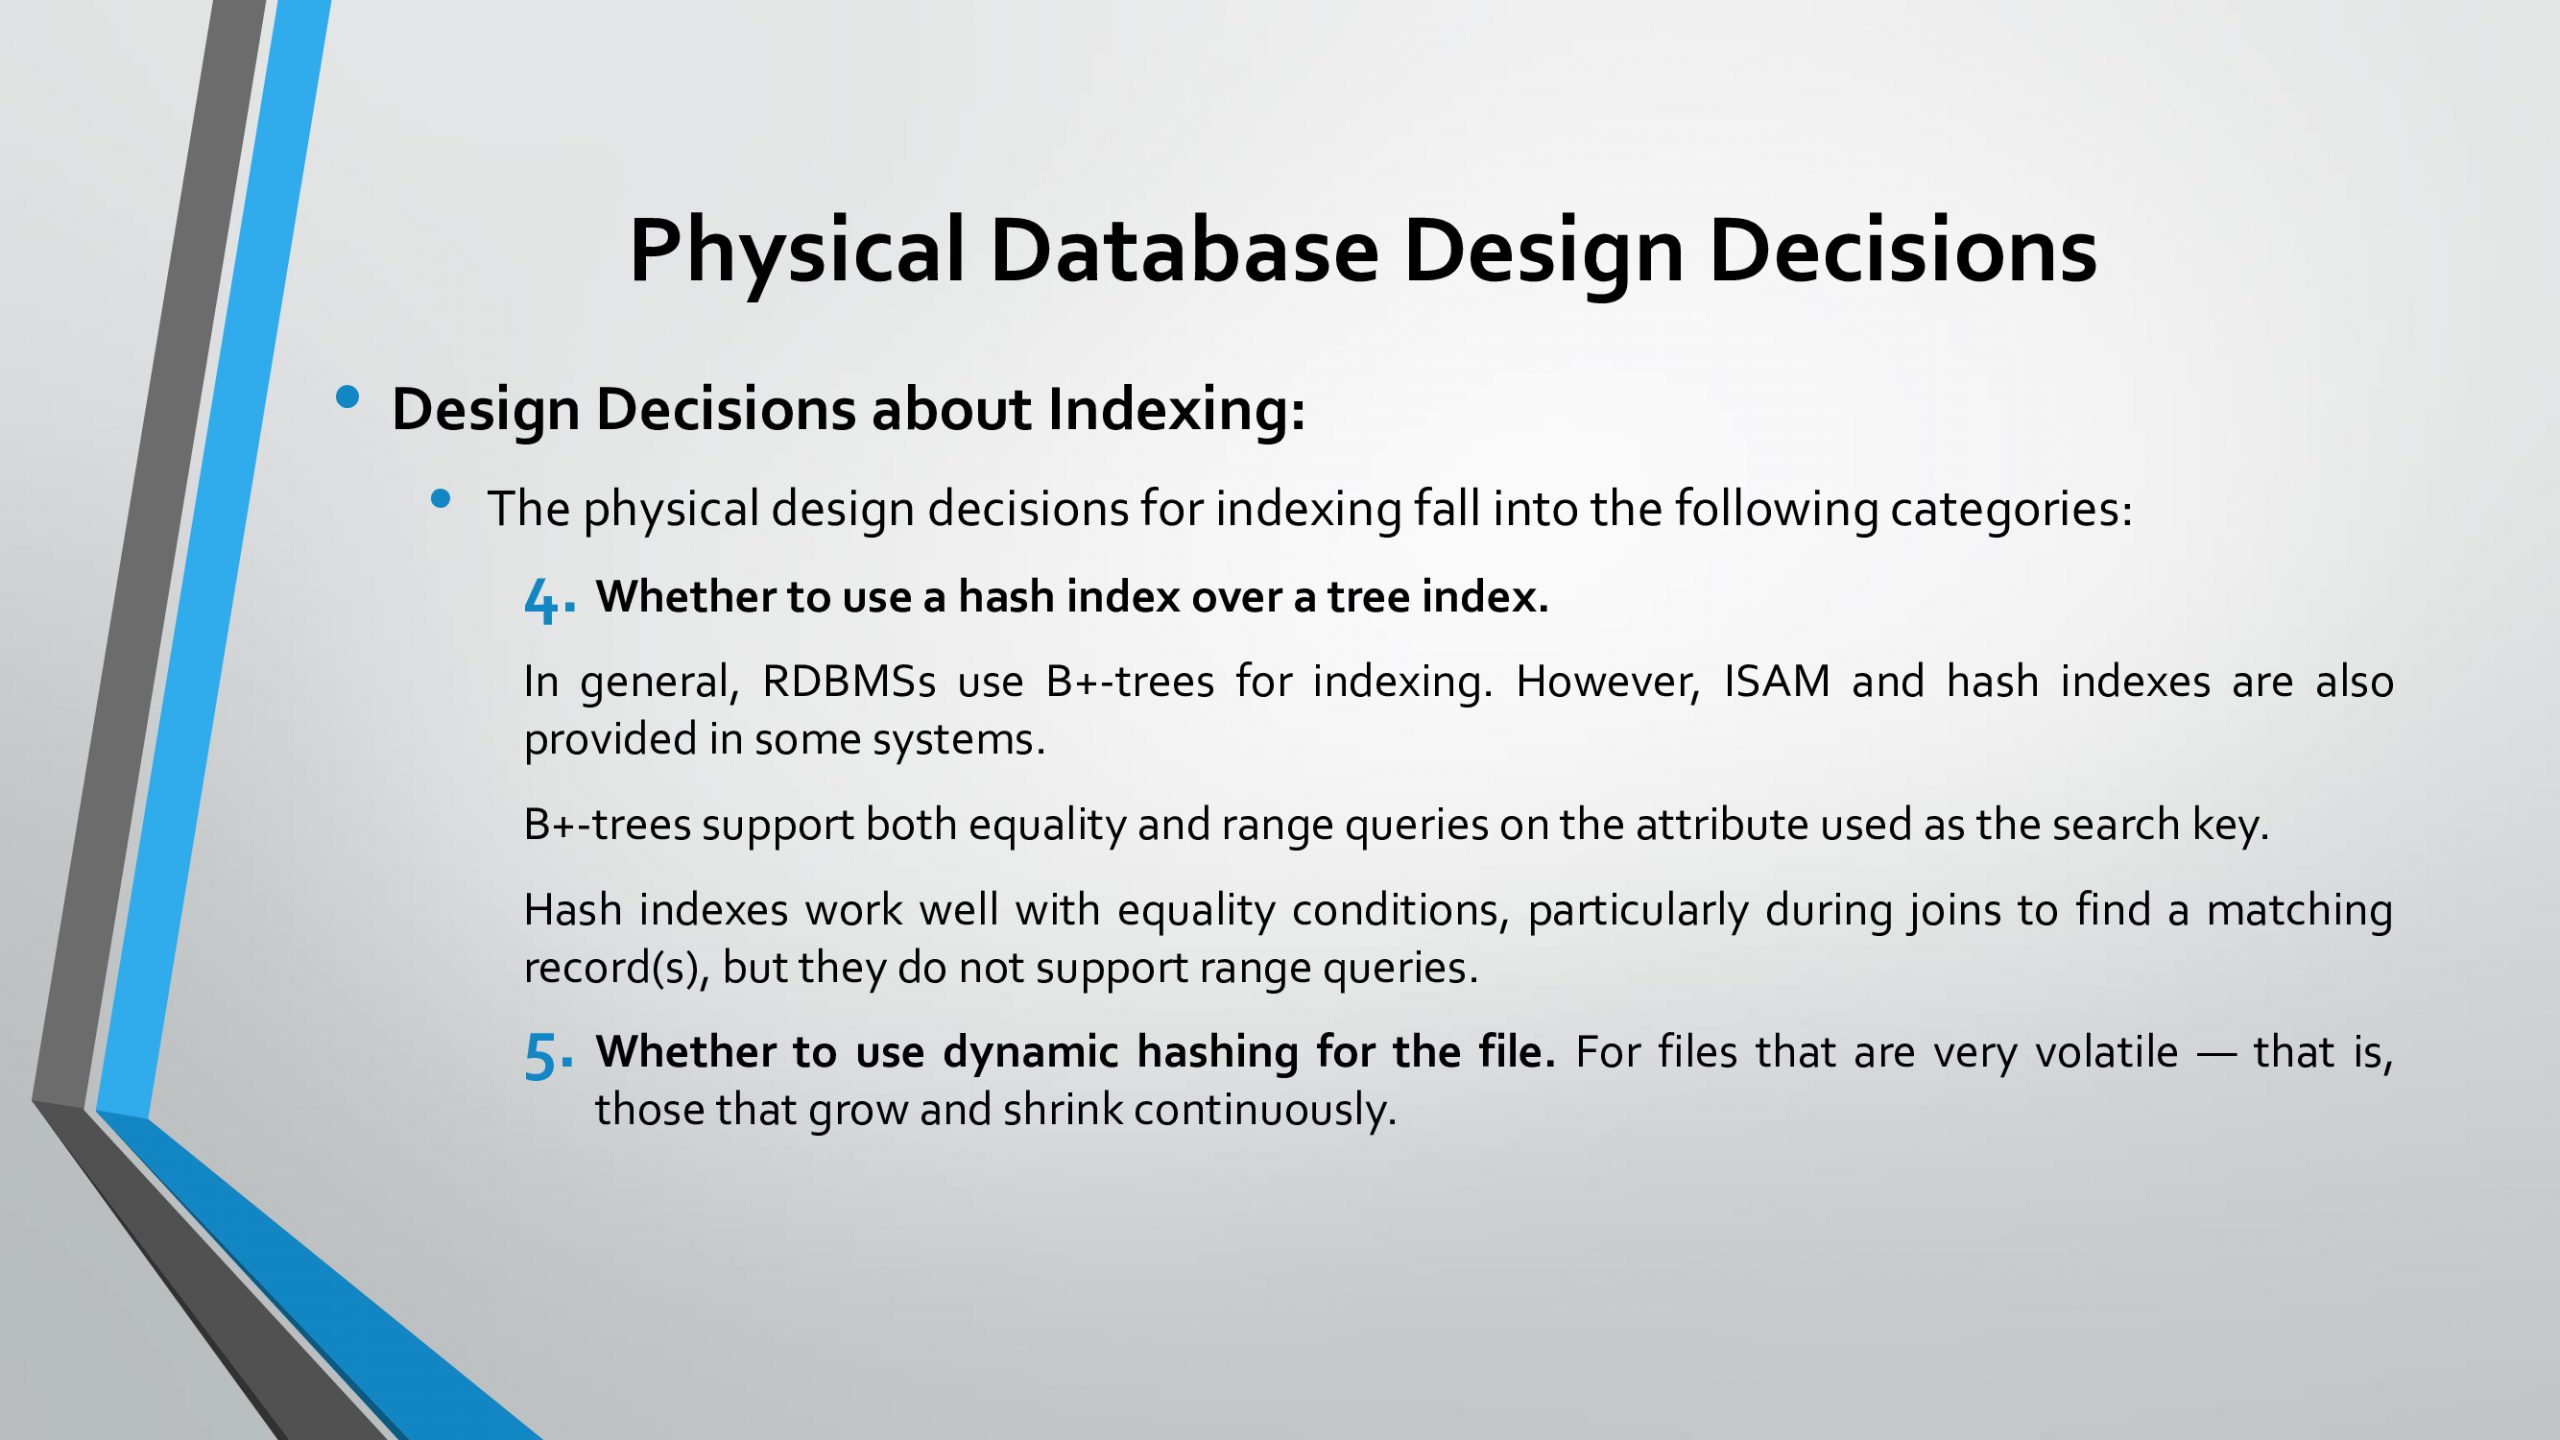 Physical Database Design Decisions
• Design Decisions about Indexing:
• The physical design decisions for indexing fall into the following categories:
4. Whether to use a hash index over a tree index.
In general, RDBMSs use B+-trees for indexing. However, ISAM and hash indexes are also
provided in some systems.
B+-trees support both equality and range queries on the attribute used as the search key.
Hash indexes work well with equality conditions, particularly during joins to find a matching
record(s), but they do not support range queries.
5. Whether to use dynamic hashing for the file. For files that are very volatile — that is,
those that grow and shrink continuously.